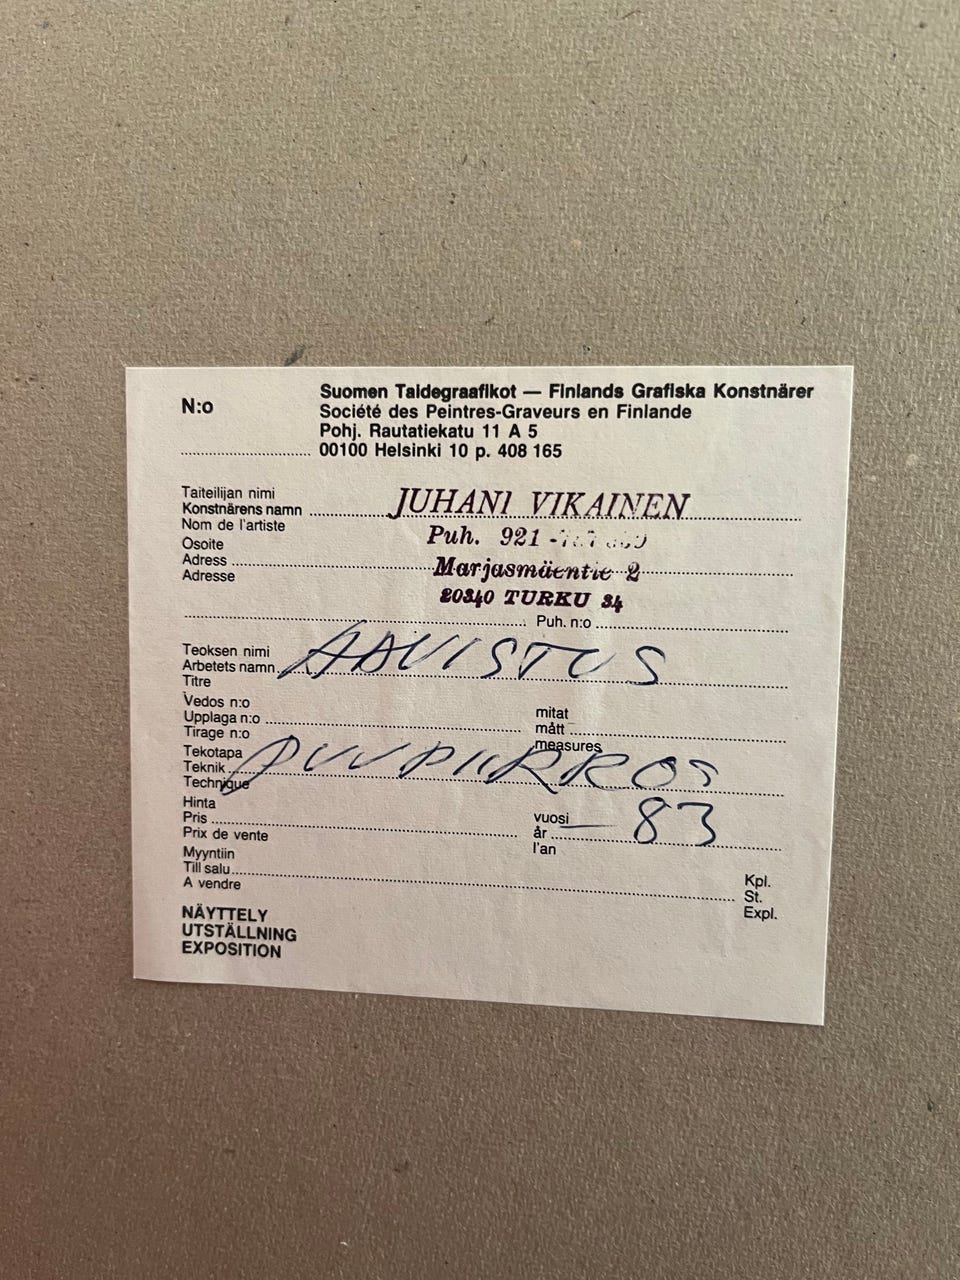 N:o
Suomen Taidegraafikot — Finlands Grafiska Konstnärer
Société des Peintres-Graveurs en Finlande
Pohj. Rautatiekatu 11 A 5
00100 Helsinki 10 p. 408 165
Taiteilijan nimi
Konstnärens namn JUHANI VIKAINEN
Nom de l'artiste
Puh. 921
Osoite
Adress Marjasmäentie 2
Adresse
20340 TURKU 34
Puh. n:o
Teoksen nimi
Arbetets namn AAVISTUS
Titre
Vedos n:o
Upplaga n:o
Tirage n:o
mitat
mått
measures
Tekotapa
Teknik PUUPIIRROS
Technique
Hinta
Pris
Prix de vente
vuosi
år -83
l'an
Myyntiin
Till salu
A vendre
Kpl.
St.
Expl.
NÄYTTELY
UTSTÄLLNING
EXPOSITION